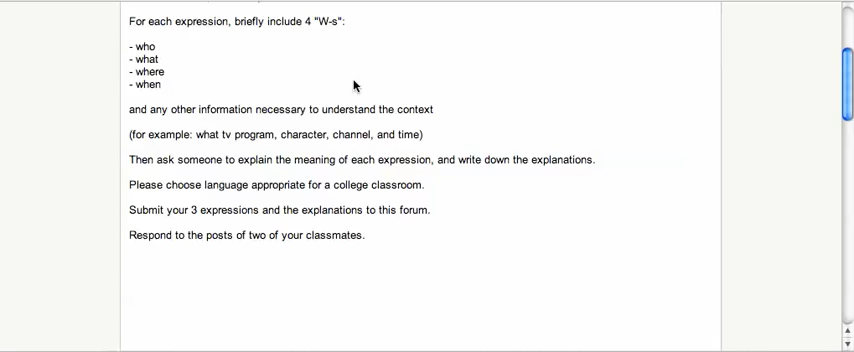 For each expression, briefly include 4 "W-s":
- who
- what
- where
- when
and any other information necessary to understand the context
(for example: what tv program, character, channel, and time)
Then ask someone to explain the meaning of each expression, and write down the explanations.
Please choose language appropriate for a college classroom.
Submit your 3 expressions and the explanations to this forum.
Respond to the posts of two of your classmates.